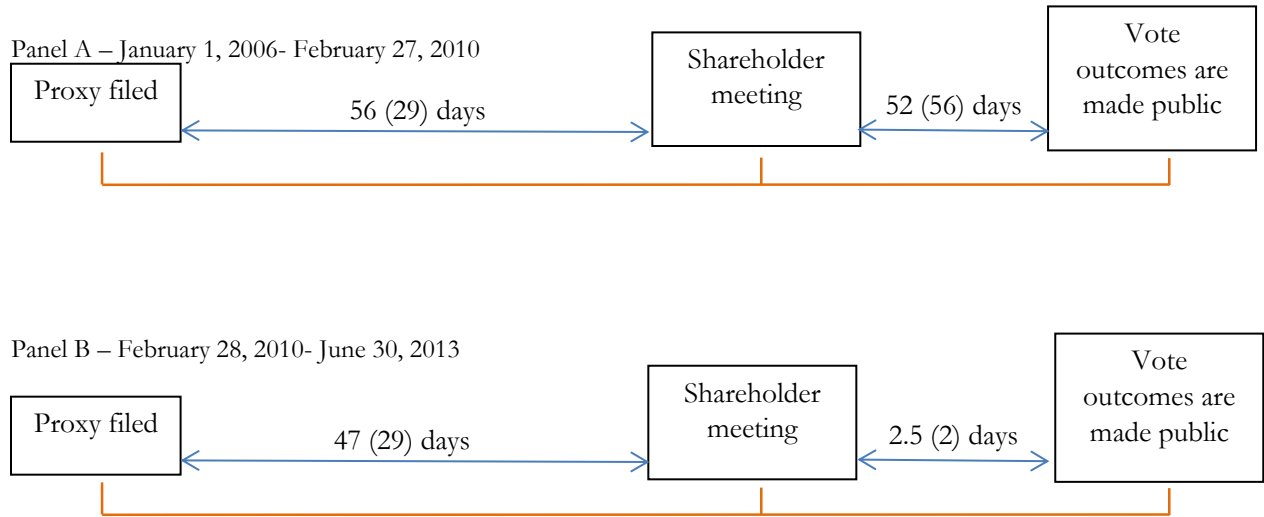 Panel A – January 1, 2006- February 27, 2010
Proxy filed
56 (29) days
Shareholder
meeting
52 (56) days
Vote
outcomes are
made public
Panel B – February 28, 2010- June 30, 2013
Proxy filed
47 (29) days
Shareholder
meeting
2.5 (2) days
Vote
outcomes are
made public